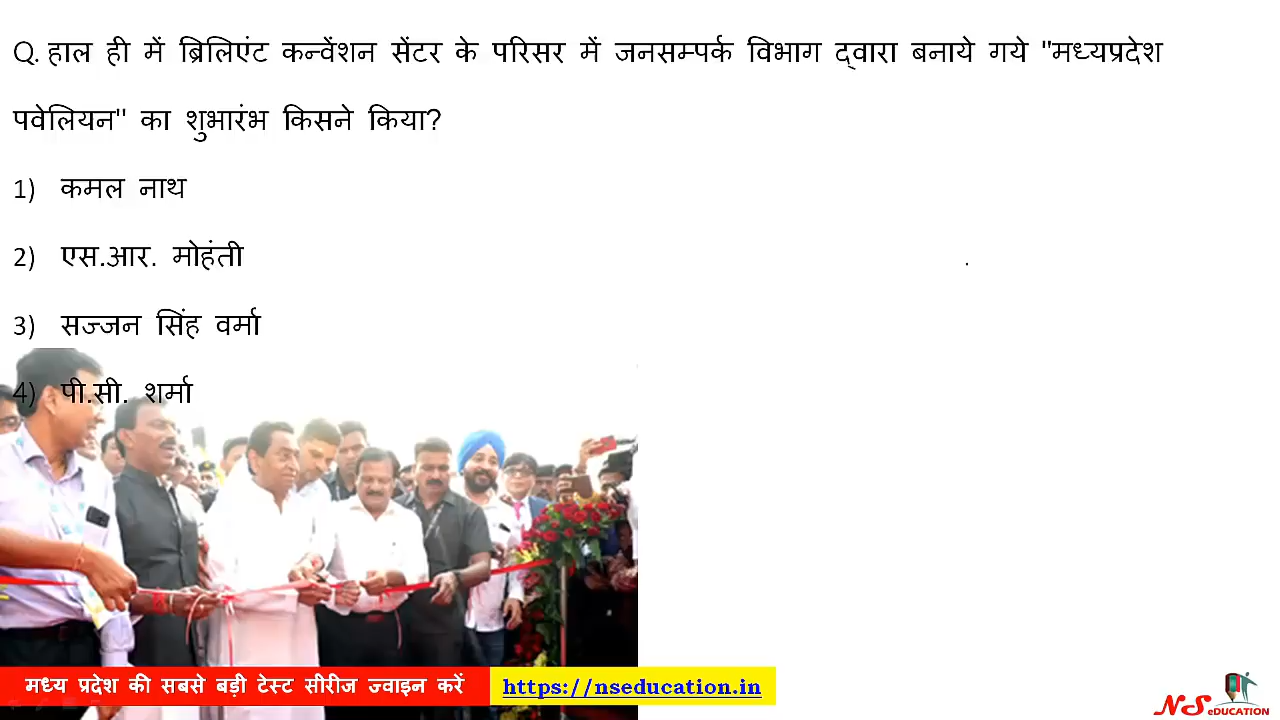 Q. हाल ही में ब्रिलिएंट कन्वेंशन सेंटर के परिसर में जनसम्पर्क विभाग द्वारा बनाये गये "मध्यप्रदेश
पवेलियन" का शुभारंभ किसने किया?
1) कमल नाथ
2) एस.आर. मोहंती
3) सज्जन सिंह वर्मा
4) पी.सी. शर्मा
मध्य प्रदेश की सबसे बड़ी टेस्ट सीरीज ज्वाइन करें https://nseducation.in
NS eDUCATION